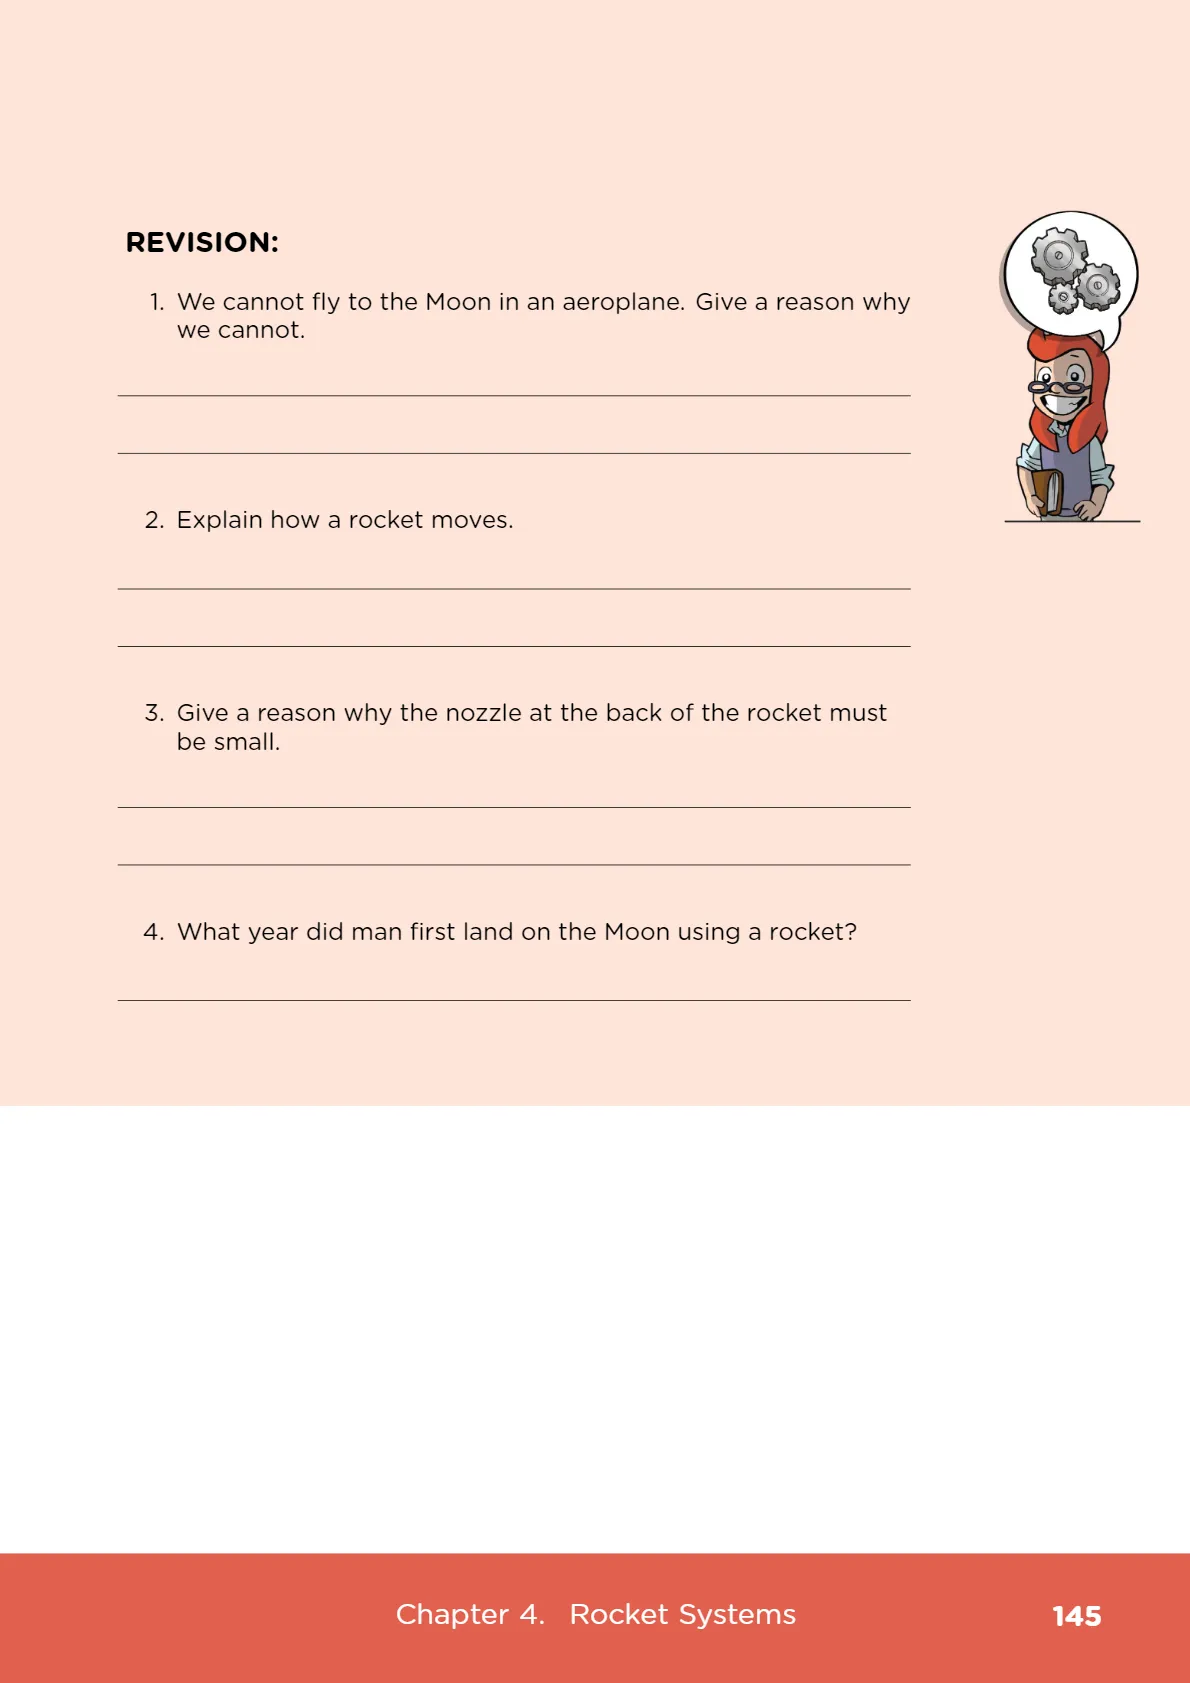 REVISION:
1. We cannot fly to the Moon in an aeroplane. Give a reason why
we cannot.
2. Explain how a rocket moves.
3. Give a reason why the nozzle at the back of the rocket must
be small.
4. What year did man first land on the Moon using a rocket?
Chapter 4. Rocket Systems
145